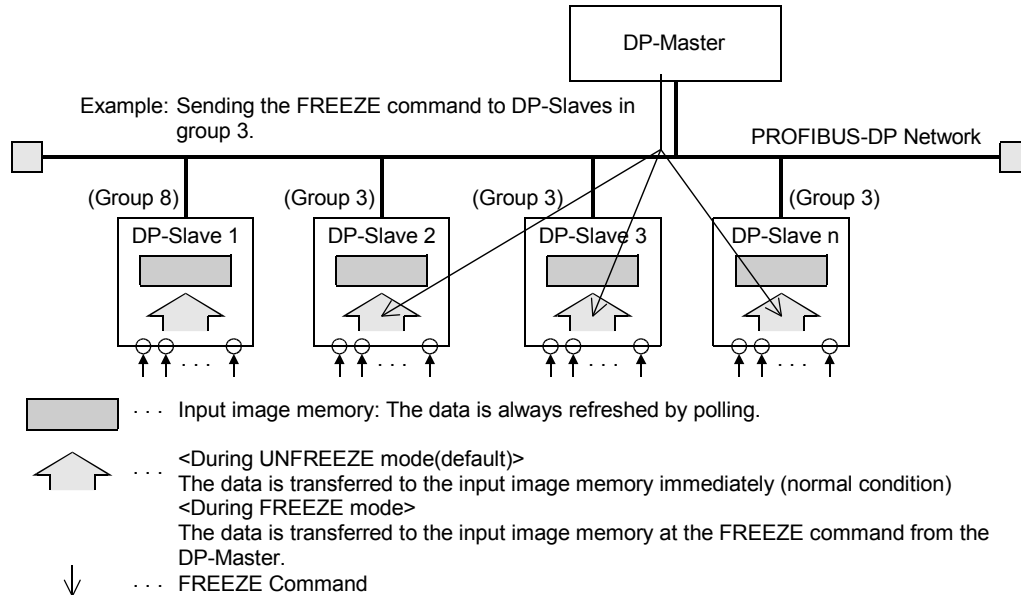 DP-Master
Example: Sending the FREEZE command to DP-Slaves in
group 3.
PROFIBUS-DP Network
(Group 8) (Group 3) (Group 3) (Group 3)
DP-Slave 1 DP-Slave 2 DP-Slave 3 DP-Slave n
. . . . . . . . . . . .
. . . Input image memory: The data is always refreshed by polling.
. . . <During UNFREEZE mode(default)>
The data is transferred to the input image memory immediately (normal condition)
<During FREEZE mode>
The data is transferred to the input image memory at the FREEZE command from the
DP-Master.
. . . FREEZE Command